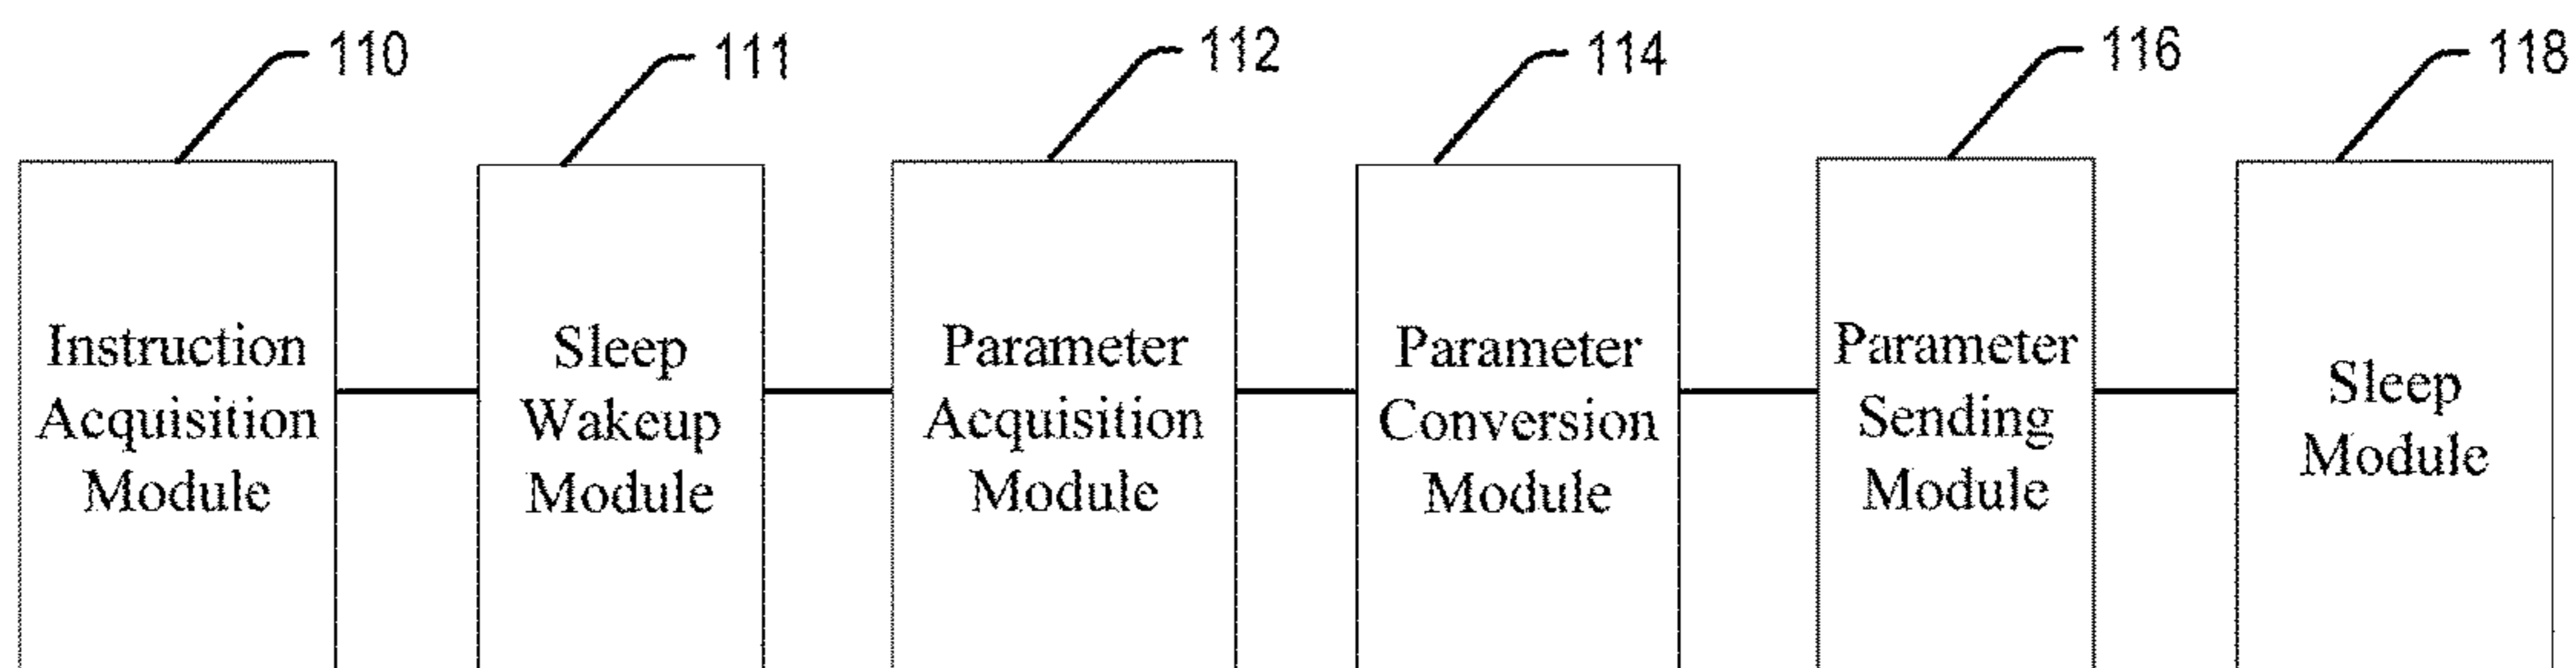 110
111
112
114
116
118
Instruction
Acquisition
Module
Sleep
Wakeup
Module
Parameter
Acquisition
Module
Parameter
Conversion
Module
Parameter
Sending
Module
Sleep
Module